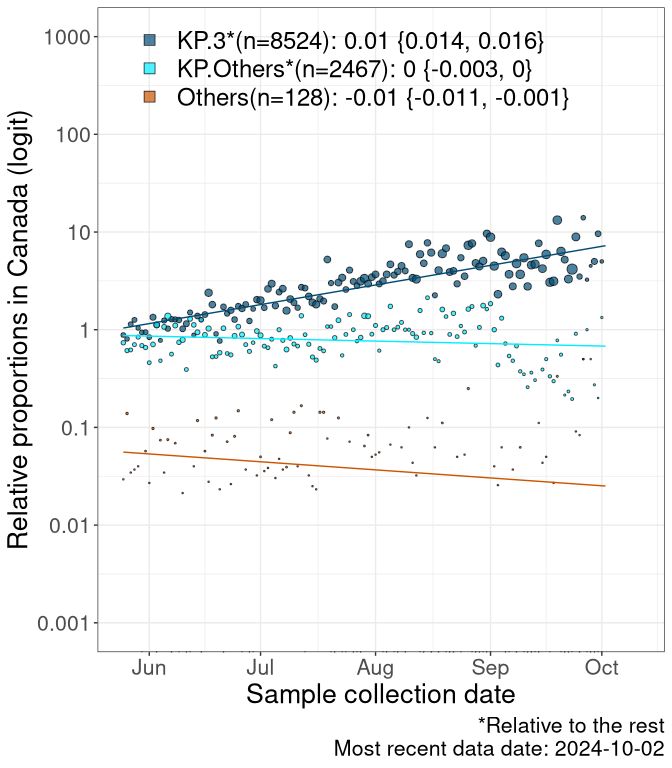 KP.3*(n=8524): 0.01 {0.014, 0.016}
KP.Others*(n=2467): 0 {-0.003, 0}
Others(n=128): -0.01 {-0.011, -0.001}
Relative proportions in Canada (logit)
1000
100
10
1
0.1
0.01
0.001
Jun Jul Aug Sep Oct
Sample collection date
*Relative to the rest
Most recent data date: 2024-10-02